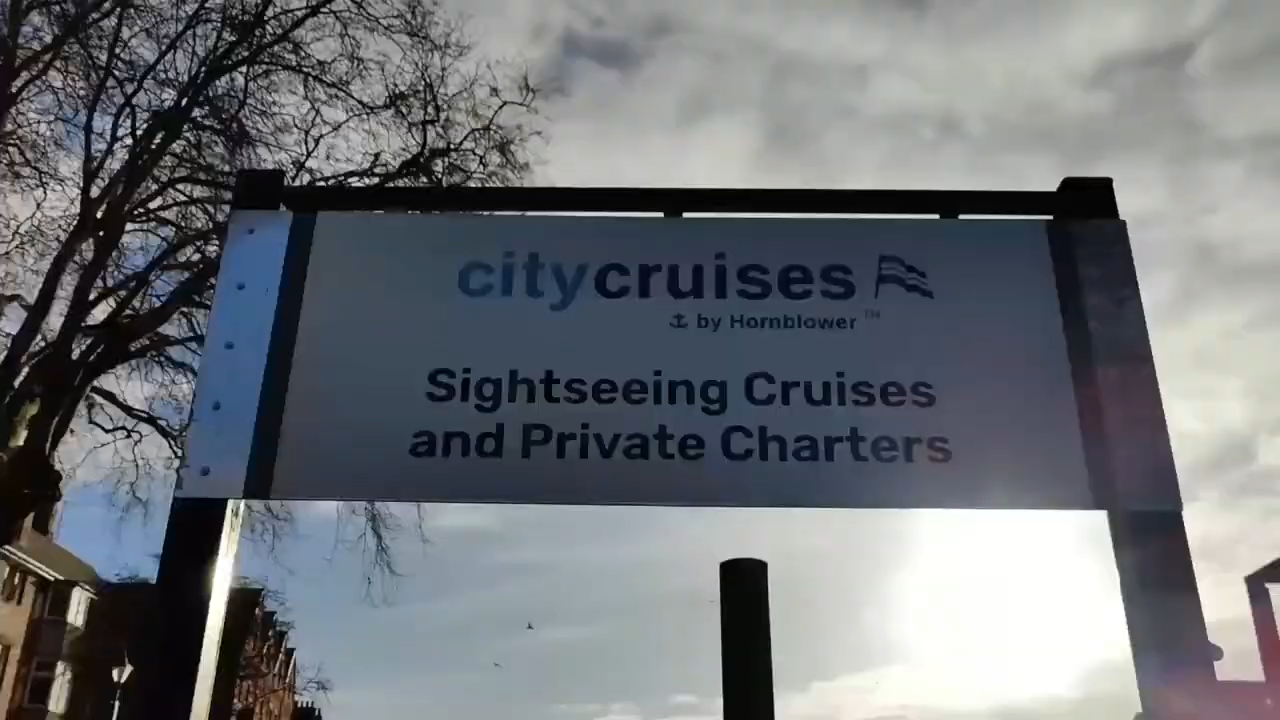 citycruises
by Hornblower™
Sightseeing Cruises
and Private Charters